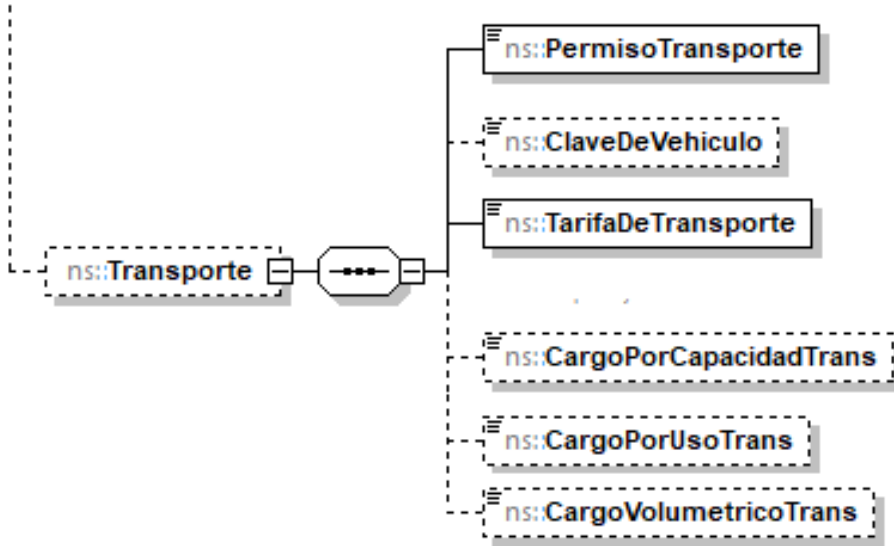 ns::PermisoTransporte
ns::ClaveDeVehiculo
ns::TarifaDeTransporte
ns::Transporte
ns::CargoPorCapacidadTrans
ns::CargoPorUsoTrans
ns::CargoVolumetricoTrans